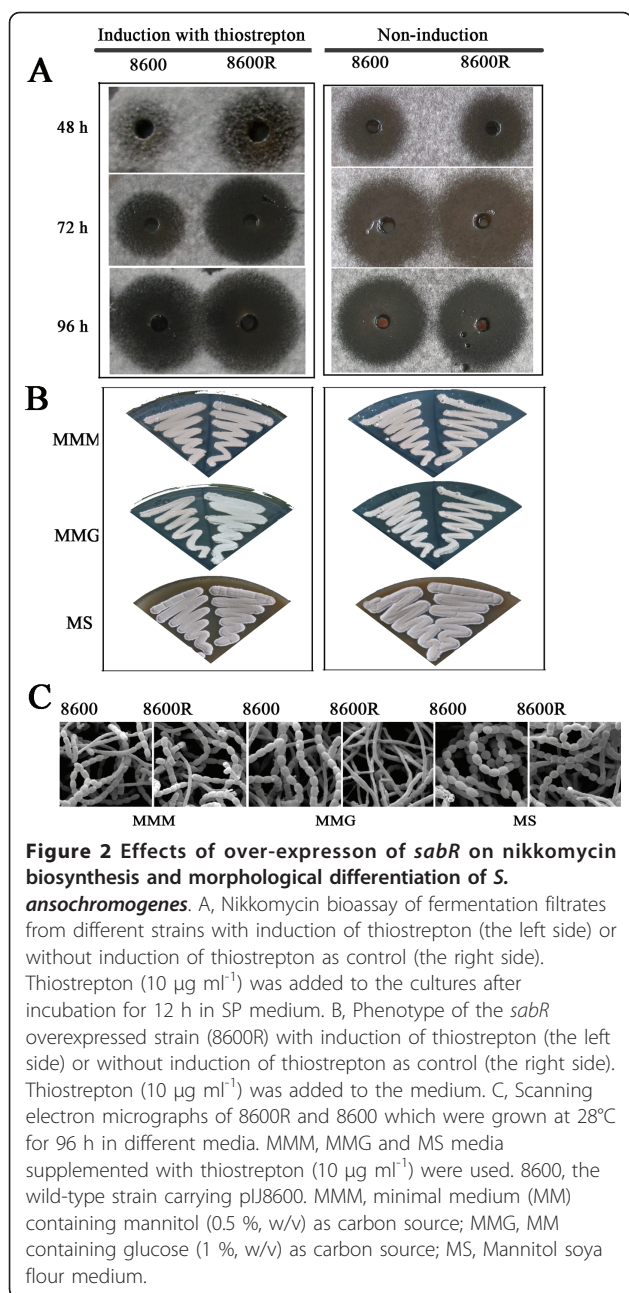 Induction with thiostrepton Non-induction
8600 8600R 8600 8600R
A
48 h
72 h
96 h
B
MMM
MMG
MS
C
8600 8600R 8600 8600R 8600 8600R
MMM MMG MS
Figure 2 Effects of over-expresson of sabR on nikkomycin
biosynthesis and morphological differentiation of S.
ansochromogenes. A, Nikkomycin bioassay of fermentation filtrates
from different strains with induction of thiostrepton (the left side) or
without induction of thiostrepton as control (the right side).
Thiostrepton (10 μg ml-1) was added to the cultures after
incubation for 12 h in SP medium. B, Phenotype of the sabR
overexpressed strain (8600R) with induction of thiostrepton (the left
side) or without induction of thiostrepton as control (the right side).
Thiostrepton (10 μg ml-1) was added to the medium. C, Scanning
electron micrographs of 8600R and 8600 which were grown at 28°C
for 96 h in different media. MMM, MMG and MS media
supplemented with thiostrepton (10 μg ml-1) were used. 8600, the
wild-type strain carrying pIJ8600. MMM, minimal medium (MM)
containing mannitol (0.5 %, w/v) as carbon source; MMG, MM
containing glucose (1 %, w/v) as carbon source; MS, Mannitol soya
flour medium.